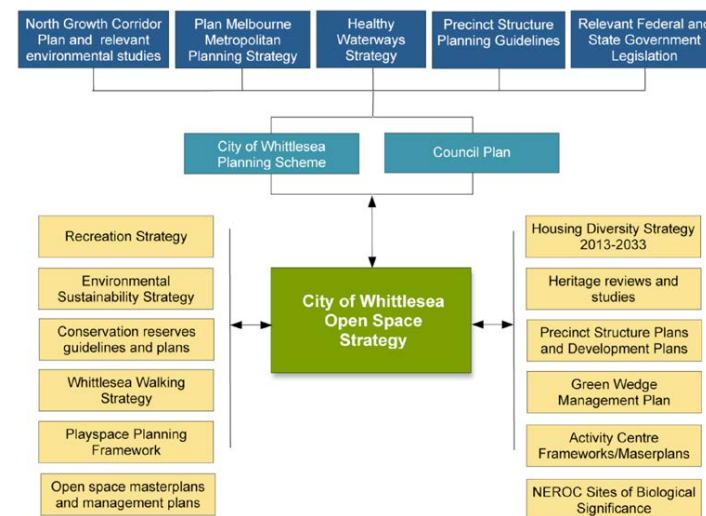 North Growth Corridor
Plan and relevant
environmental studies
Plan Melbourne
Metropolitan
Planning Strategy
Healthy
Waterways
Strategy
Precinct Structure
Planning Guidelines
Relevant Federal and
State Government
Legislation
City of Whittlesea
Planning Scheme
Council Plan
Recreation Strategy
Environmental
Sustainability Strategy
Conservation reserves
guidelines and plans
Whittlesea Walking
Strategy
Playspace Planning
Framework
Open space masterplans
and management plans
City of Whittlesea
Open Space
Strategy
Housing Diversity Strategy
2013-2033
Heritage reviews and
studies
Precinct Structure Plans
and Development Plans
Green Wedge
Management Plan
Activity Centre
Frameworks/Maserplans
NEROC Sites of Biological
Significance